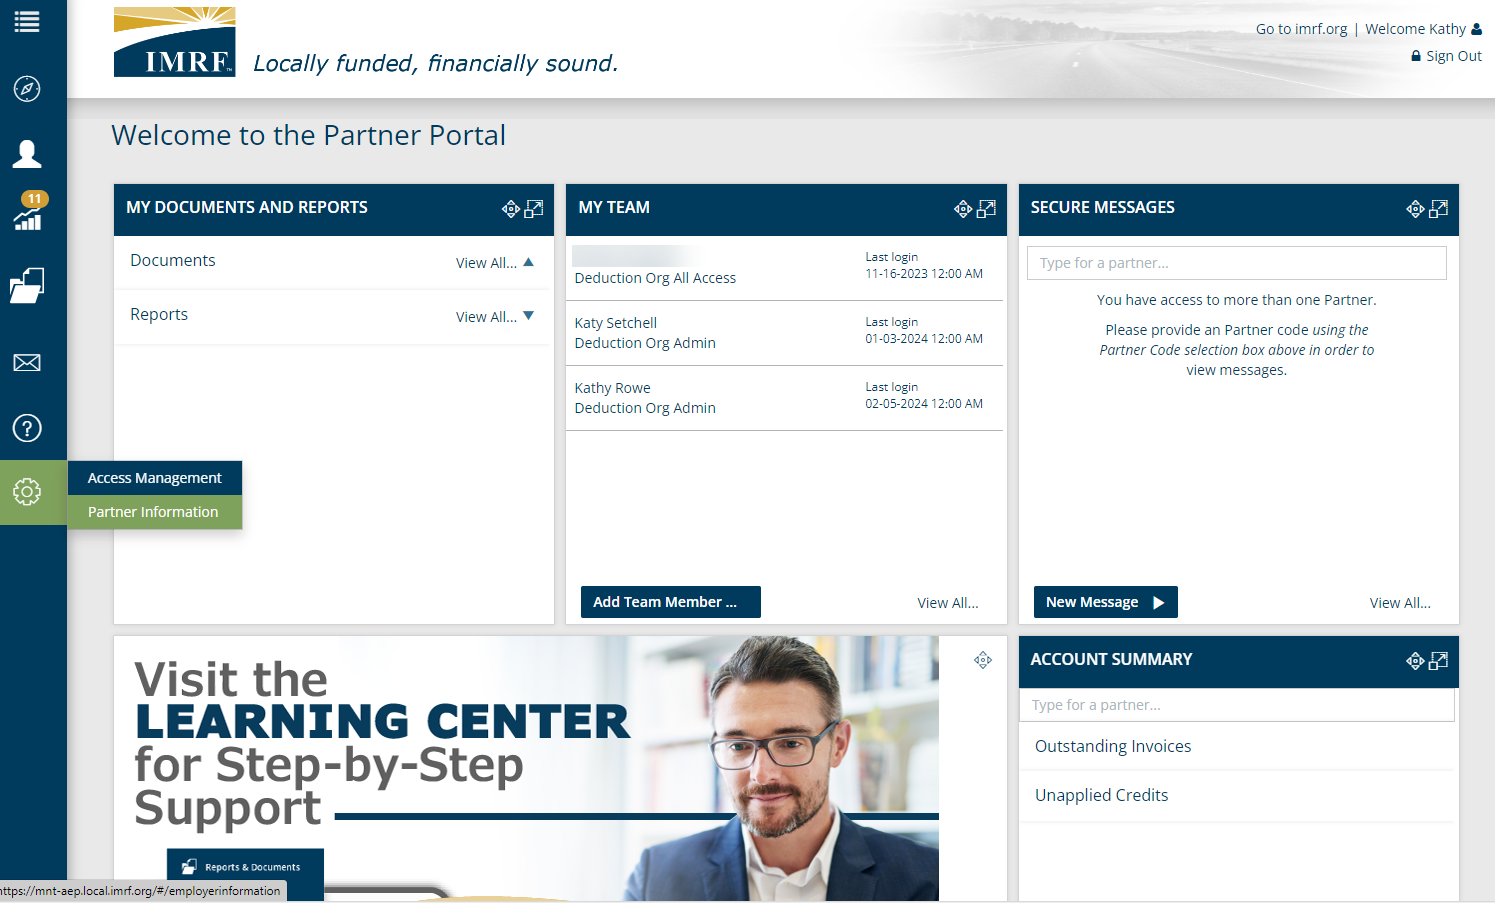 IMRF™
Locally funded, financially sound.
Go to imrf.org | Welcome Kathy
Sign Out
Welcome to the Partner Portal
11
MY DOCUMENTS AND REPORTS
Documents
View All...
Reports
View All...
MY TEAM
Last login
11-16-2023 12:00 AM
Deduction Org All Access
Katy Setchell
Deduction Org Admin
Last login
01-03-2024 12:00 AM
Kathy Rowe
Deduction Org Admin
Last login
02-05-2024 12:00 AM
Add Team Member ...
View All...
SECURE MESSAGES
Type for a partner...
You have access to more than one Partner.
Please provide an Partner code using the
Partner Code selection box above in order to
view messages.
New Message
View All...
?
Access Management
Partner Information
Visit the
LEARNING CENTER
for Step-by-Step
Support
Reports & Documents
ACCOUNT SUMMARY
Type for a partner...
Outstanding Invoices
Unapplied Credits
https://mnt-aep.local.imrf.org/#/employerinformation